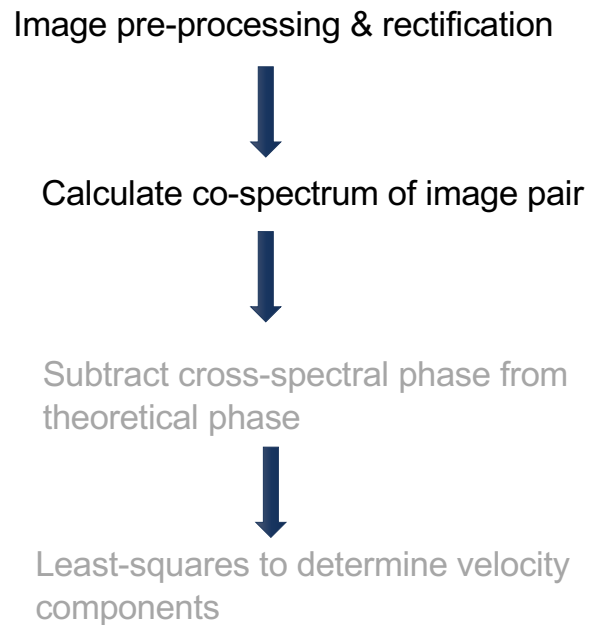 Image pre-processing & rectification
Calculate co-spectrum of image pair
Subtract cross-spectral phase from
theoretical phase
Least-squares to determine velocity
components